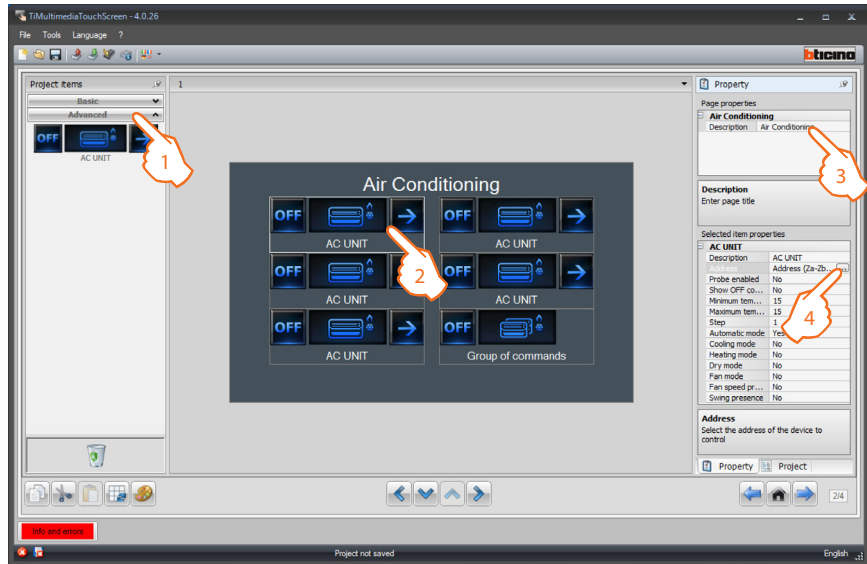 TiMultimediaTouchScreen - 4.0.26
File Tools Language ?
bticino
Project items
Basic
Advanced
OFF
AC UNIT
1
1
Air Conditioning
OFF
AC UNIT
OFF
AC UNIT
2
OFF
AC UNIT
OFF
AC UNIT
OFF
AC UNIT
OFF
Group of commands
Property
Page properties
Air Conditioning
Description Air Conditioning
3
Description
Enter page title
Selected item properties
AC UNIT
Description AC UNIT
Address Address (Za-Zb... ...
Probe enabled No
Show OFF co... No
Minimum tem... 15
Maximum tem... 15
Step 1
4
Automatic mode Yes
Cooling mode No
Heating mode No
Dry mode No
Fan mode No
Fan speed pr... No
Swing presence No
Address
Select the address of the device to
control
Property Project
2/4
Info and errors
Project not saved
English